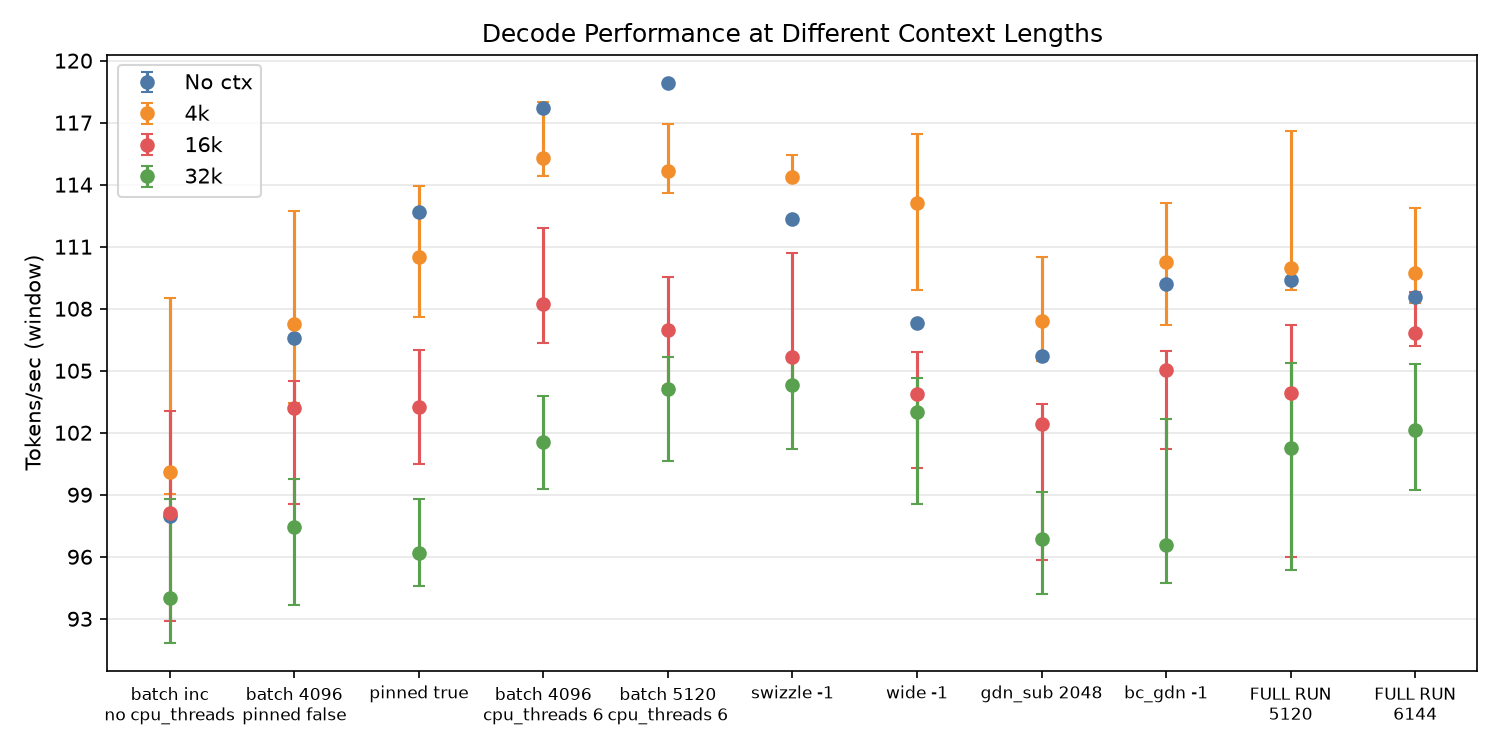 Decode Performance at Different Context Lengths
No ctx
4k
16k
32k
Tokens/sec (window)
120
117
114
111
108
105
102
99
96
93
batch inc
no cpu_threads
batch 4096
pinned false
pinned true
batch 4096
cpu_threads 6
batch 5120
cpu_threads 6
swizzle -1
wide -1
gdn_sub 2048
bc_gdn -1
FULL RUN
5120
FULL RUN
6144